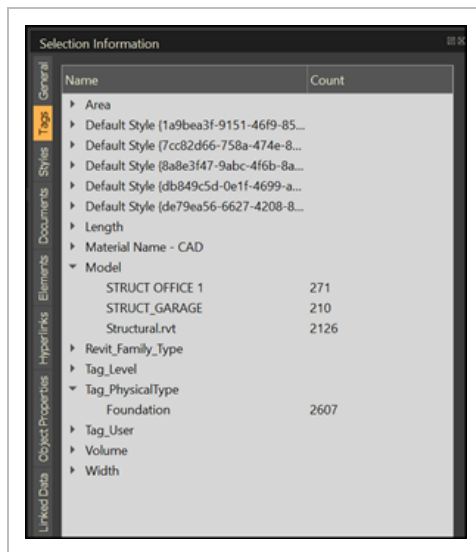 Selection Information
General
Tags
Styles
Documents
Elements
Hyperlinks
Object Properties
Linked Data
Name Count
Area
Default Style {1a9bea3f-9151-46f9-85...
Default Style {7cc82d66-758a-474e-8...
Default Style {8a8e3f47-9abc-4f6b-8a...
Default Style {db849c5d-0e1f-4699-a...
Default Style {de79ea56-6627-4208-8...
Length
Material Name - CAD
Model
STRUCT OFFICE 1 271
STRUCT_GARAGE 210
Structural.rvt 2126
Revit_Family_Type
Tag_Level
Tag_PhysicalType
Foundation 2607
Tag_User
Volume
Width